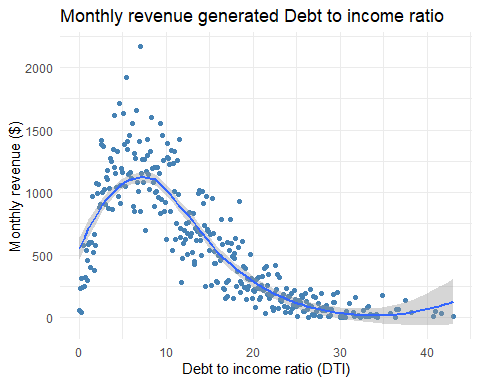 Monthly revenue generated Debt to income ratio
Monthly revenue ($)
2000
1500
1000
500
0
0 10 20 30 40
Debt to income ratio (DTI)